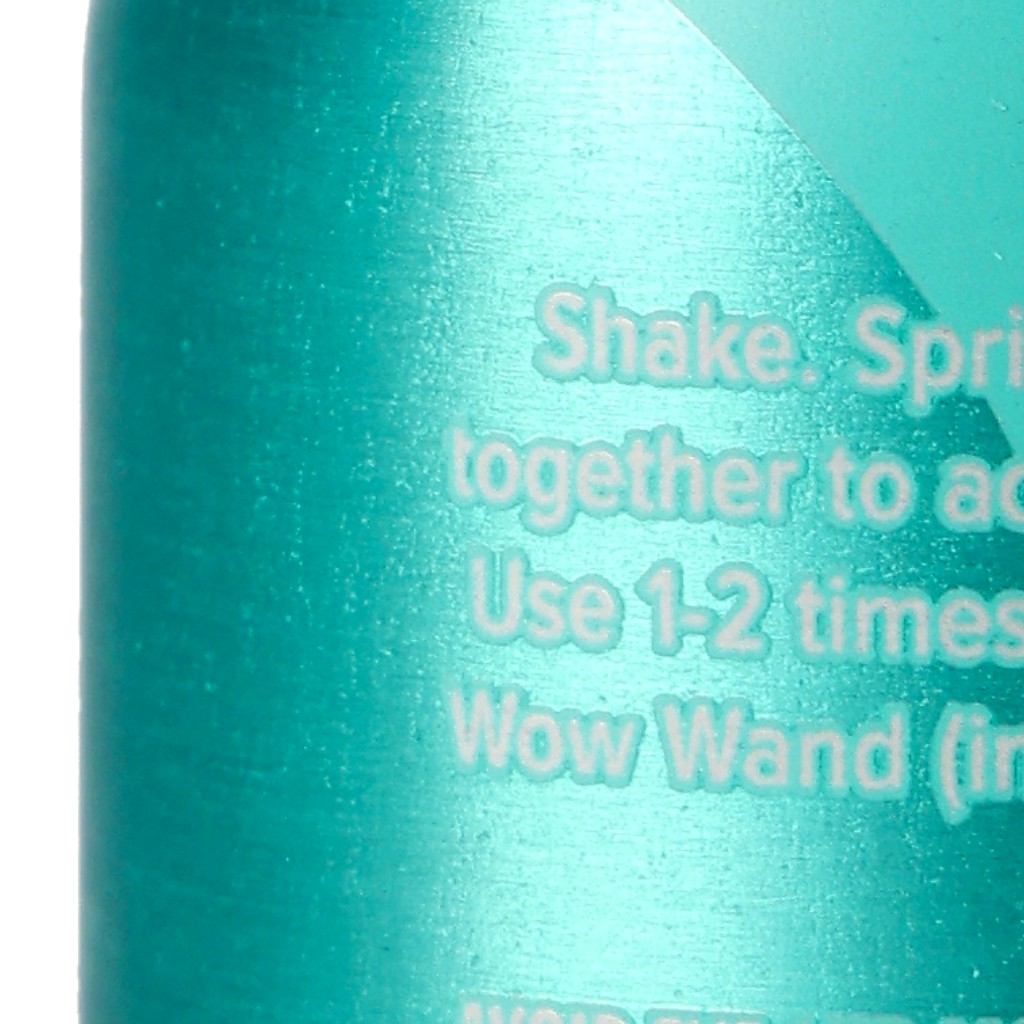 Shake. Spri
together to ac
Use 1-2 times
Wow Wand (in